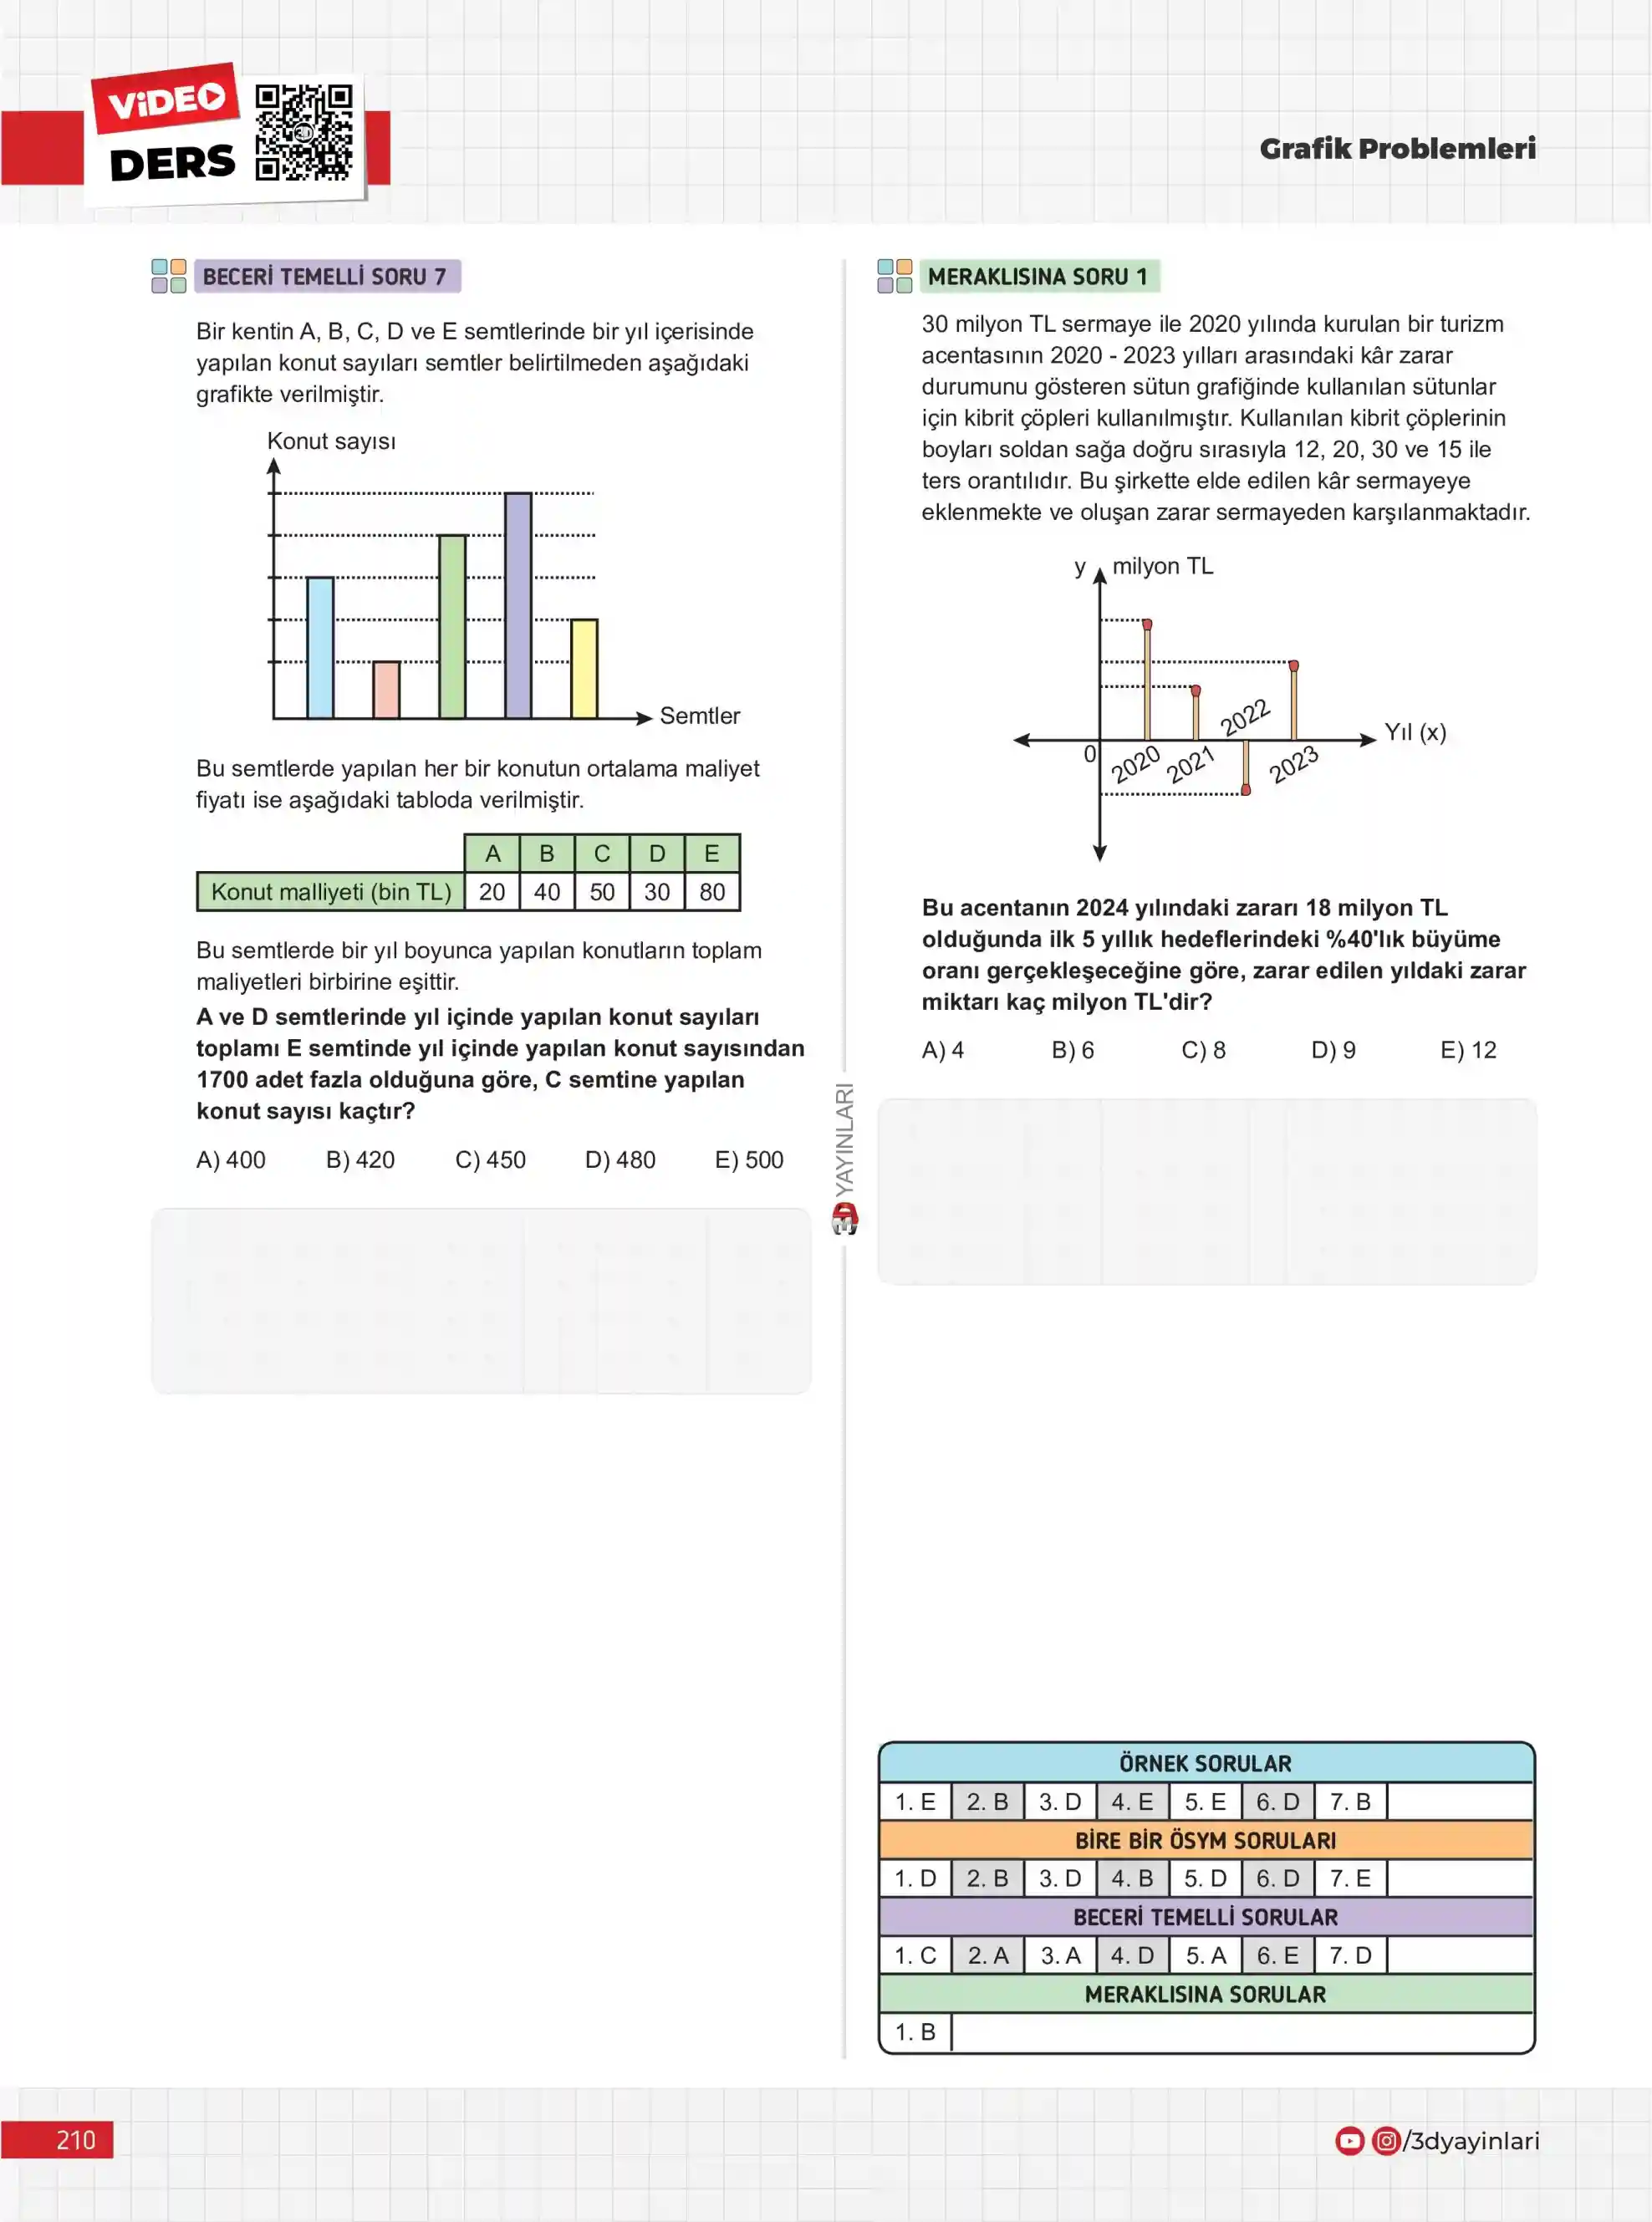 VİDEO
DERS
Grafik Problemleri
BECERİ TEMELLİ SORU 7
Bir kentin A, B, C, D ve E semtlerinde bir yıl içerisinde
yapılan konut sayıları semtler belirtilmeden aşağıdaki
grafikte verilmiştir.
Konut sayısı
Semtler
Bu semtlerde yapılan her bir konutun ortalama maliyet
fiyatı ise aşağıdaki tabloda verilmiştir.
A B C D E
Konut malliyeti (bin TL) 20 40 50 30 80
Bu semtlerde bir yıl boyunca yapılan konutların toplam
maliyetleri birbirine eşittir.
A ve D semtlerinde yıl içinde yapılan konut sayıları
toplamı E semtinde yıl içinde yapılan konut sayısından
1700 adet fazla olduğuna göre, C semtine yapılan
konut sayısı kaçtır?
A) 400 B) 420 C) 450 D) 480 E) 500
YAYINLARI
MERAKLISINA SORU 1
30 milyon TL sermaye ile 2020 yılında kurulan bir turizm
acentasının 2020 - 2023 yılları arasındaki kâr zarar
durumunu gösteren sütun grafiğinde kullanılan sütunlar
için kibrit çöpleri kullanılmıştır. Kullanılan kibrit çöplerinin
boyları soldan sağa doğru sırasıyla 12, 20, 30 ve 15 ile
ters orantılıdır. Bu şirkette elde edilen kâr sermayeye
eklenmekte ve oluşan zarar sermayeden karşılanmaktadır.
y milyon TL
2022
Yıl (x)
0 2020 2021 2023
Bu acentanın 2024 yılındaki zararı 18 milyon TL
olduğunda ilk 5 yıllık hedeflerindeki %40'lık büyüme
oranı gerçekleşeceğine göre, zarar edilen yıldaki zarar
miktarı kaç milyon TL'dir?
A) 4 B) 6 C) 8 D) 9 E) 12
ÖRNEK SORULAR
1. E 2. B 3. D 4. E 5. E 6. D 7. B
BİRE BİR ÖSYM SORULARI
1. D 2. B 3. D 4. B 5. D 6. D 7. E
BECERİ TEMELLİ SORULAR
1. C 2. A 3. A 4. D 5. A 6. E 7. D
MERAKLISINA SORULAR
1. B
210
/3dyayinlari